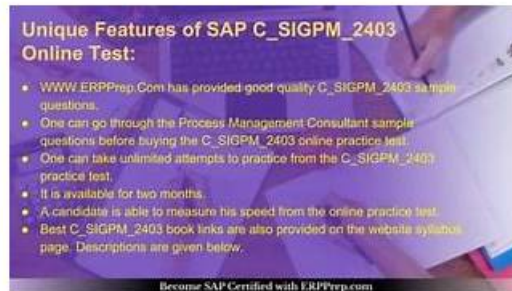 Unique Features of SAP C_SIGPM_2403
Online Test:
● WWW.ERPPrep.Com has provided good quality C_SIGPM_2403 sample
questions.
● One can go through the Process Management Consultant sample
questions before buying the C_SIGPM_2403 online practice test.
● One can take unlimited attempts to practice from the C_SIGPM_2403
practice test.
● It is available for two months.
● A candidate is able to measure his speed from the online practice test.
● Best C_SIGPM_2403 book links are also provided on the website syllabus
page. Descriptions are given below.
Become SAP Certified with ERPPrep.com